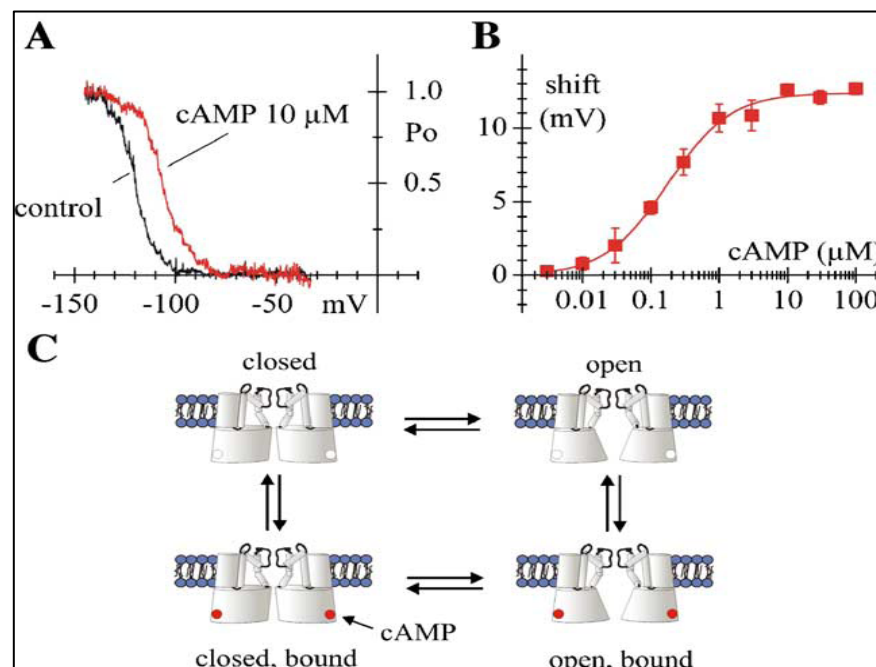 A
1.0
cAMP 10 μM
Po
0.5
control
-150
-100
-50
mV
B
shift
(mV)
10
5
0
cAMP (μM)
0.01
0.1
1
10
100
C
closed
open
cAMP
closed, bound
open, bound